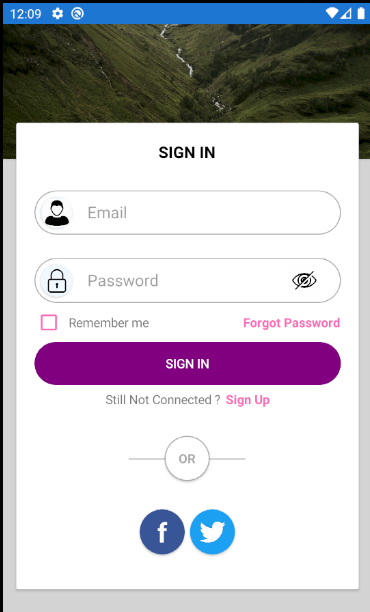 12:09
SIGN IN
Email
Password
Remember me Forgot Password
SIGN IN
Still Not Connected ? Sign Up
OR
f